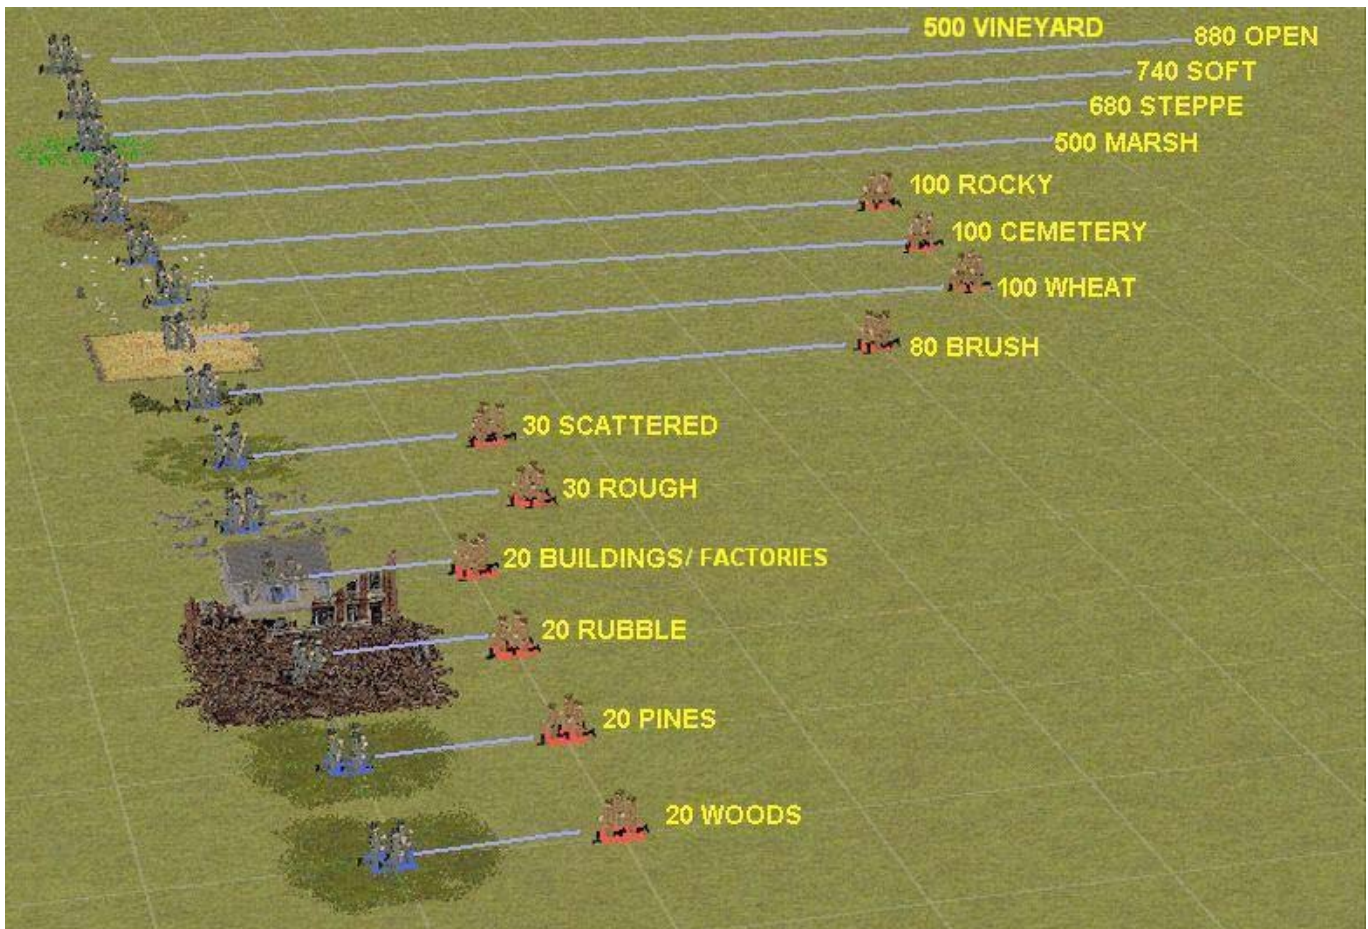 500 VINEYARD
880 OPEN
740 SOFT
680 STEPPE
500 MARSH
100 ROCKY
100 CEMETERY
100 WHEAT
80 BRUSH
30 SCATTERED
30 ROUGH
20 BUILDINGS/ FACTORIES
20 RUBBLE
20 PINES
20 WOODS